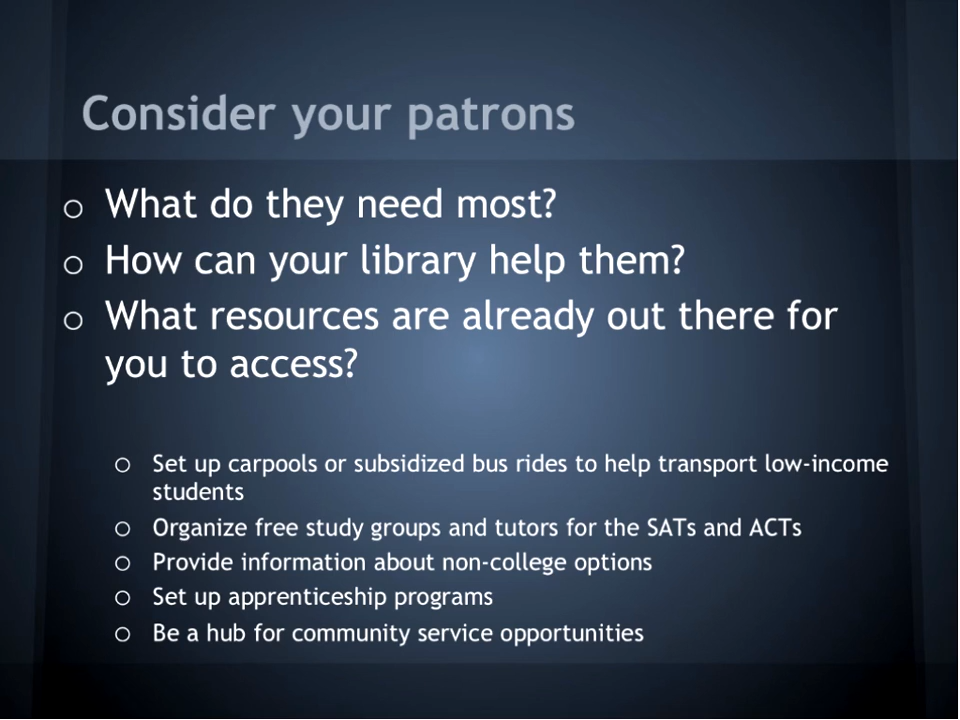 Consider your patrons
o What do they need most?
o How can your library help them?
o What resources are already out there for
you to access?
o Set up carpools or subsidized bus rides to help transport low-income
students
o Organize free study groups and tutors for the SATs and ACTs
o Provide information about non-college options
o Set up apprenticeship programs
o Be a hub for community service opportunities